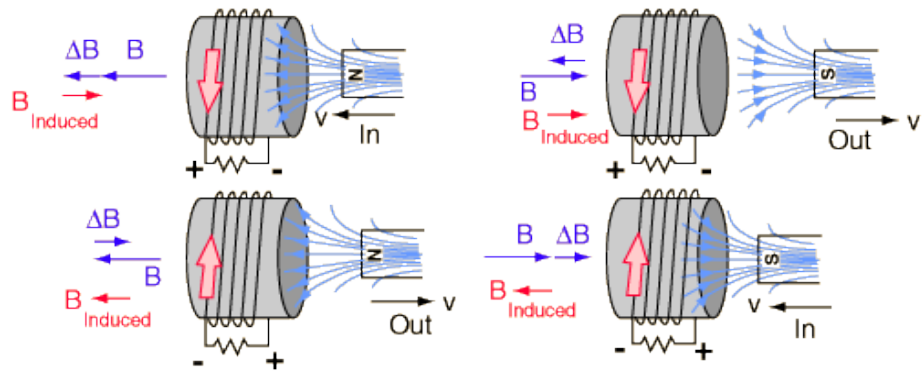 ΔB B
B
Induced
N
v
In
+ -
ΔB
B
B
Induced
S
v
Out
+ -
ΔB
B
B
Induced
N
v
Out
- +
B ΔB
B
Induced
S
v
In
- +